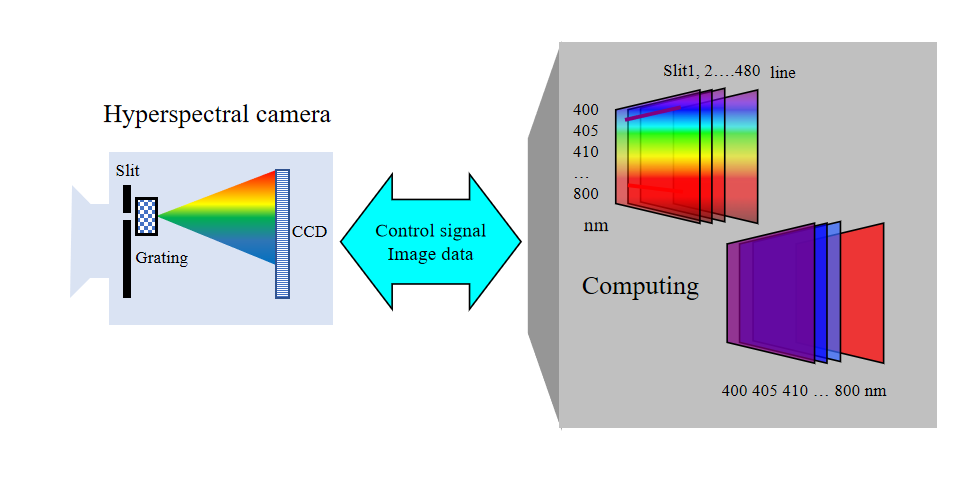 Hyperspectral camera
Slit
Grating
CCD
Control signal
Image data
Slit1, 2….480 line
400
405
410
…
800
nm
Computing
400 405 410 … 800 nm